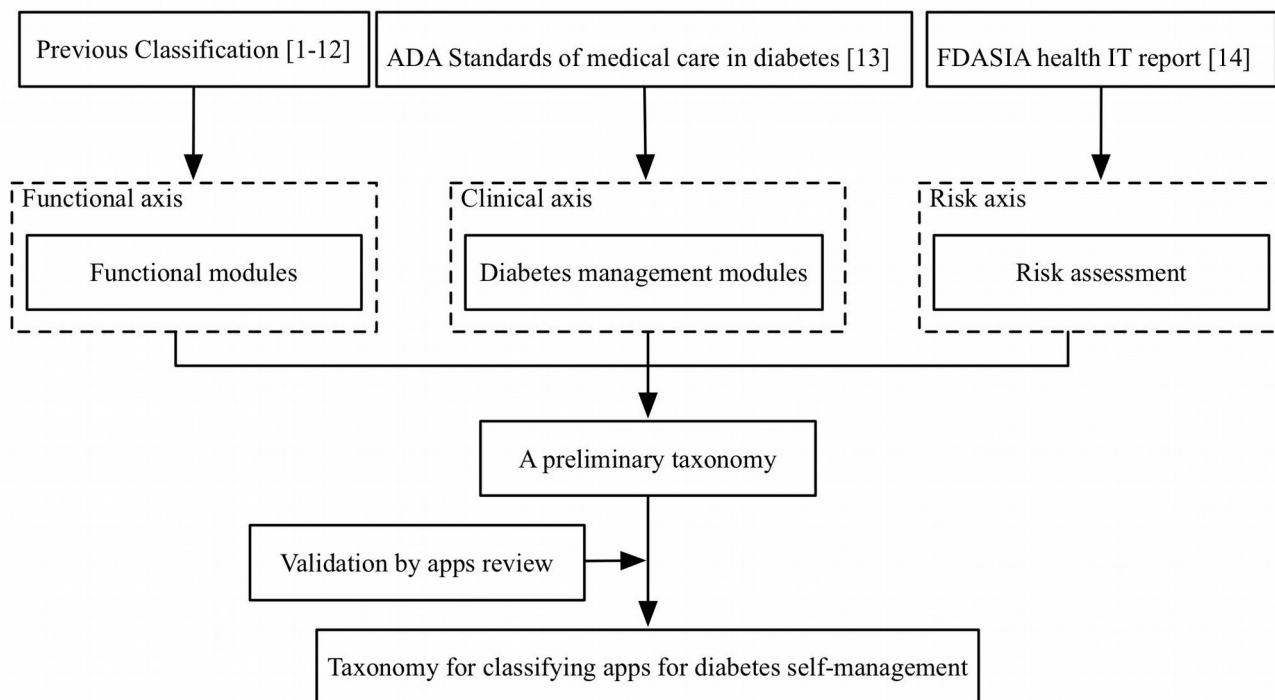 Previous Classification [1-12]
ADA Standards of medical care in diabetes [13]
FDASIA health IT report [14]
Functional axis
Clinical axis
Risk axis
Functional modules
Diabetes management modules
Risk assessment
A preliminary taxonomy
Validation by apps review
Taxonomy for classifying apps for diabetes self-management